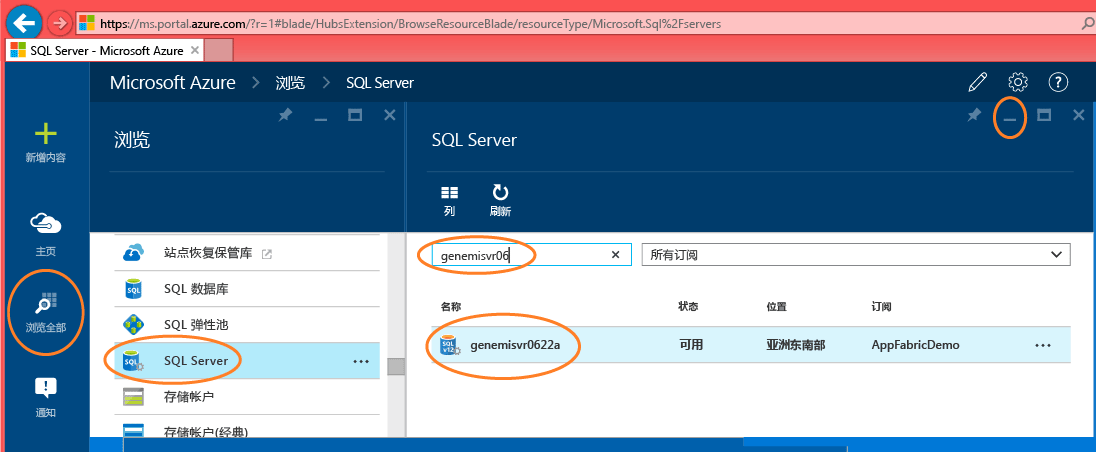 https://ms.portal.azure.com/?r=1#blade/HubsExtension/BrowseResourceBlade/resourceType/Microsoft.Sql%2Fservers
SQL Server - Microsoft Azure
Microsoft Azure > 浏览 > SQL Server
新增内容
主页
浏览全部
通知
浏览
站点恢复保管库
SQL 数据库
SQL 弹性池
SQL Server
存储帐户
存储帐户(经典)
SQL Server
列 刷新
genemisvr06 所有订阅
名称 状态 位置 订阅
genemisvr0622a 可用 亚洲东南部 AppFabricDemo